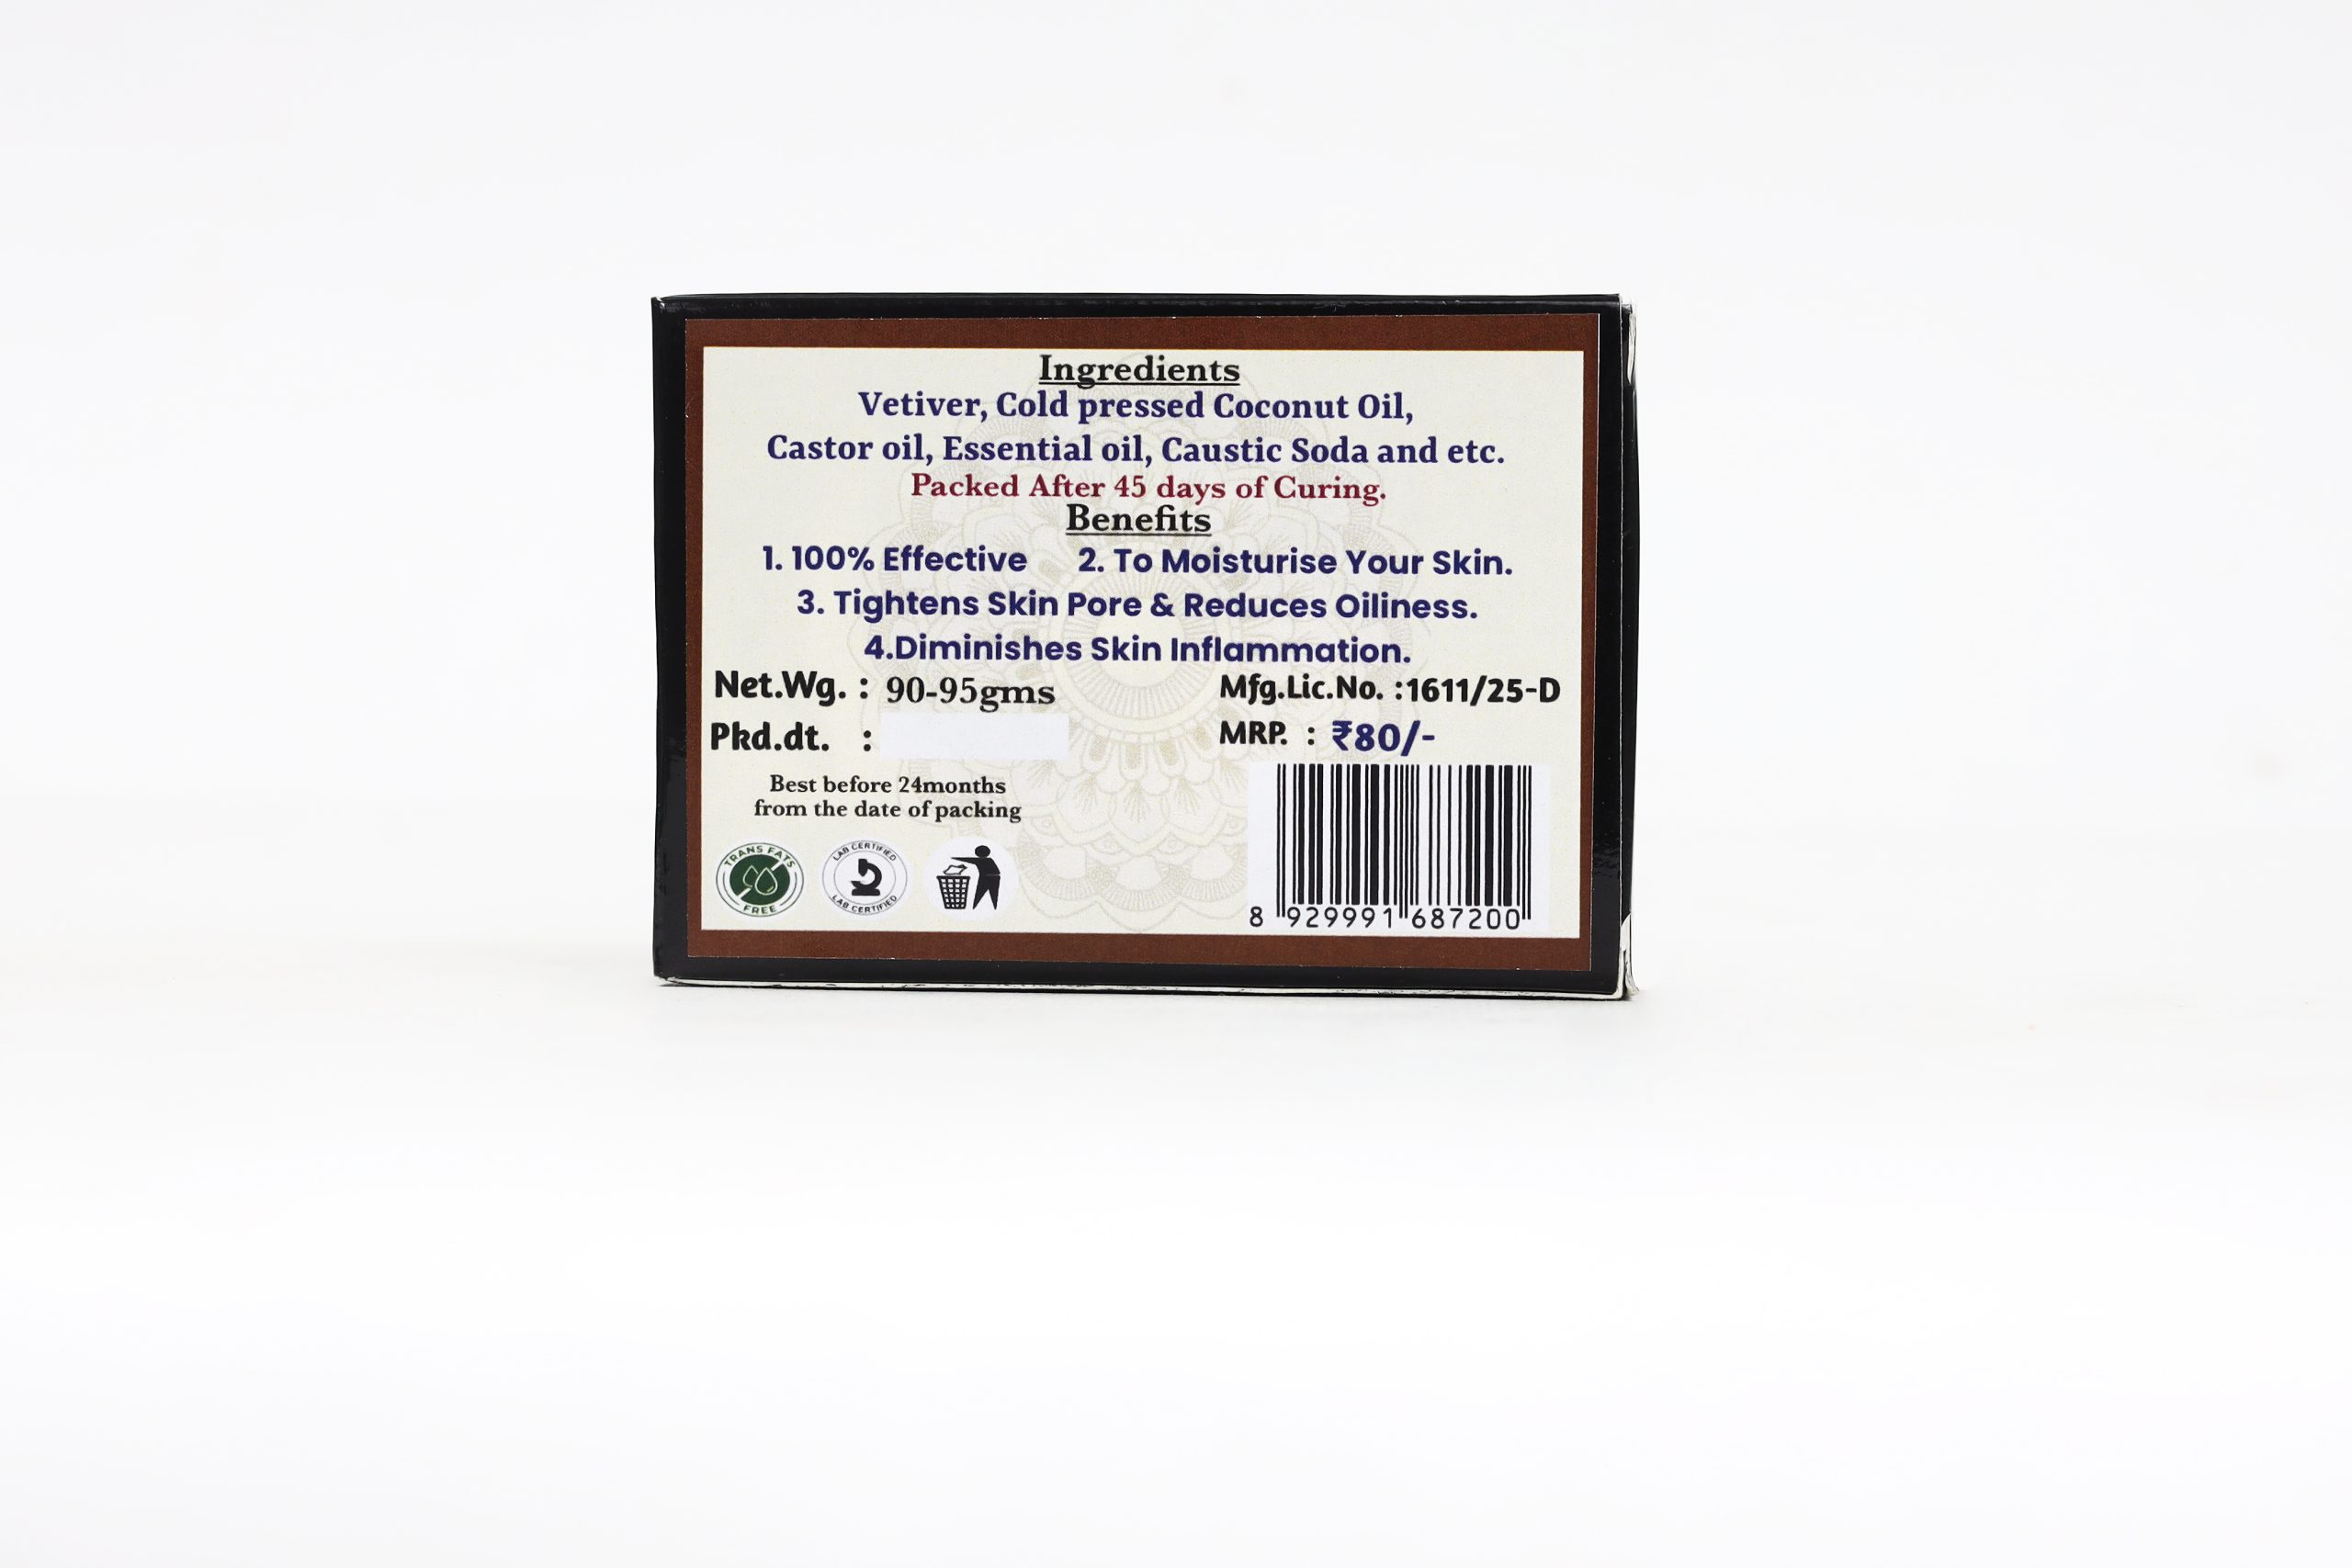 Ingredients
Vetiver, Cold pressed Coconut Oil,
Castor oil, Essential oil, Caustic Soda and etc.
Packed After 45 days of Curing.
Benefits
1. 100% Effective 2. To Moisturise Your Skin.
3. Tightens Skin Pore & Reduces Oiliness.
4.Diminishes Skin Inflammation.
Net.Wg. : 90-95gms
Mfg.Lic.No. :1611/25-D
Pkd.dt. :
MRP. : ₹80/-
Best before 24months
from the date of packing
TRANS FATS
FREE
LAB CERTIFIED
LAB CERTIFIED
8 929991 687200